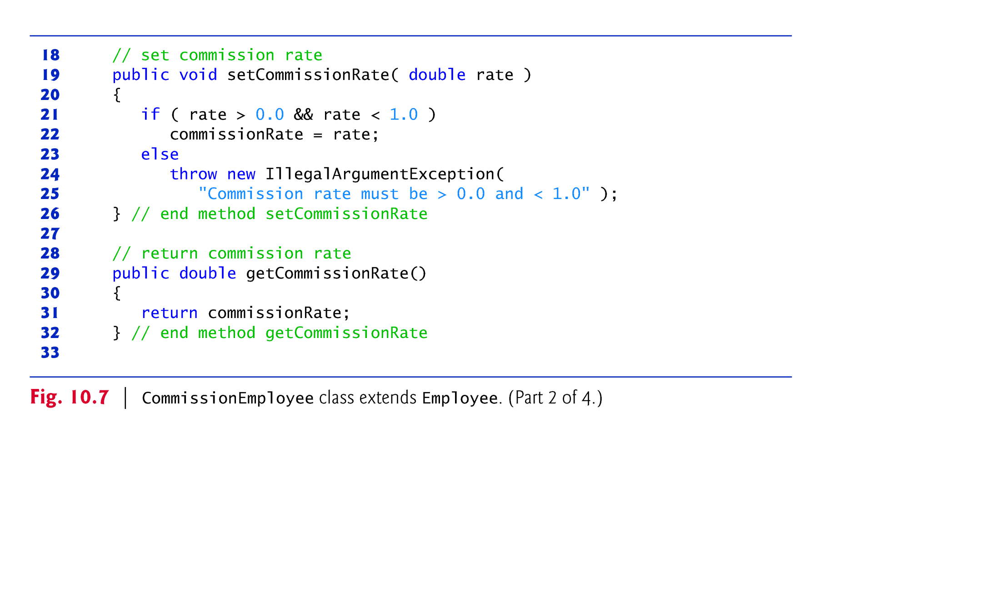 18 // set commission rate
19 public void setCommissionRate( double rate )
20 {
21 if ( rate > 0.0 && rate < 1.0 )
22 commissionRate = rate;
23 else
24 throw new IllegalArgumentException(
25 "Commission rate must be > 0.0 and < 1.0" );
26 } // end method setCommissionRate
27
28 // return commission rate
29 public double getCommissionRate()
30 {
31 return commissionRate;
32 } // end method getCommissionRate
33
Fig. 10.7 | CommissionEmployee class extends Employee. (Part 2 of 4.)